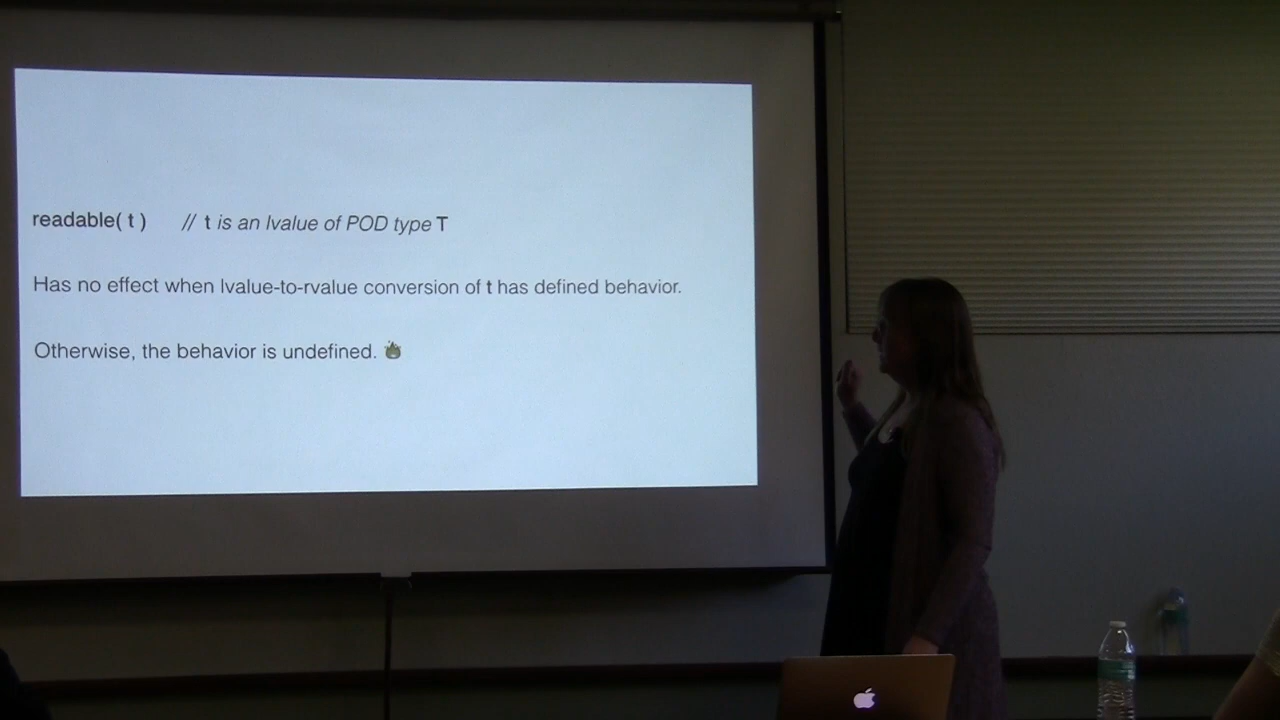 readable( t ) // t is an lvalue of POD type T
Has no effect when lvalue-to-rvalue conversion of t has defined behavior.
Otherwise, the behavior is undefined.